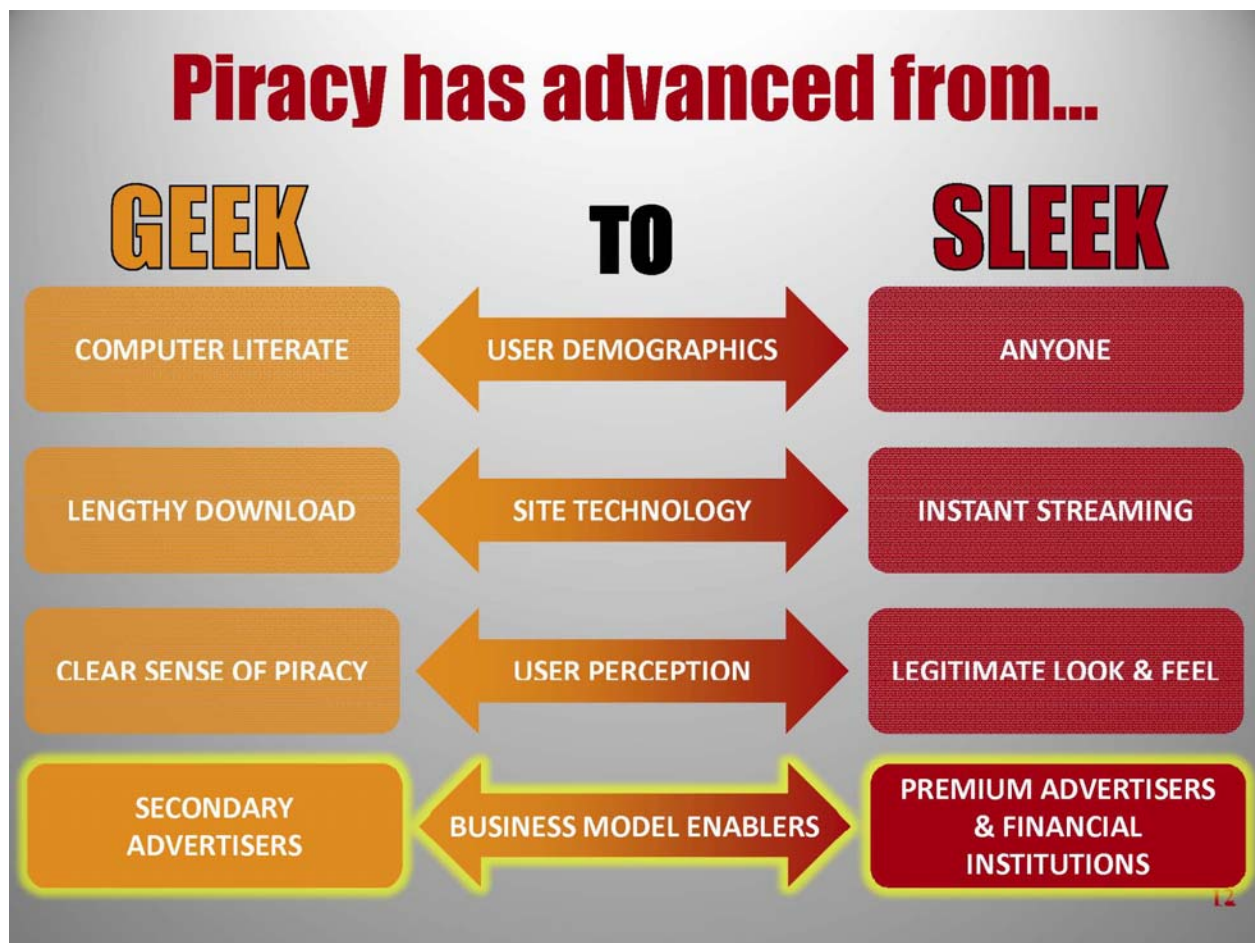 Piracy has advanced from...
GEEK
TO
SLEEK
COMPUTER LITERATE
USER DEMOGRAPHICS
ANYONE
LENGTHY DOWNLOAD
SITE TECHNOLOGY
INSTANT STREAMING
CLEAR SENSE OF PIRACY
USER PERCEPTION
LEGITIMATE LOOK & FEEL
SECONDARY
ADVERTISERS
BUSINESS MODEL ENABLERS
PREMIUM ADVERTISERS
& FINANCIAL
INSTITUTIONS
12